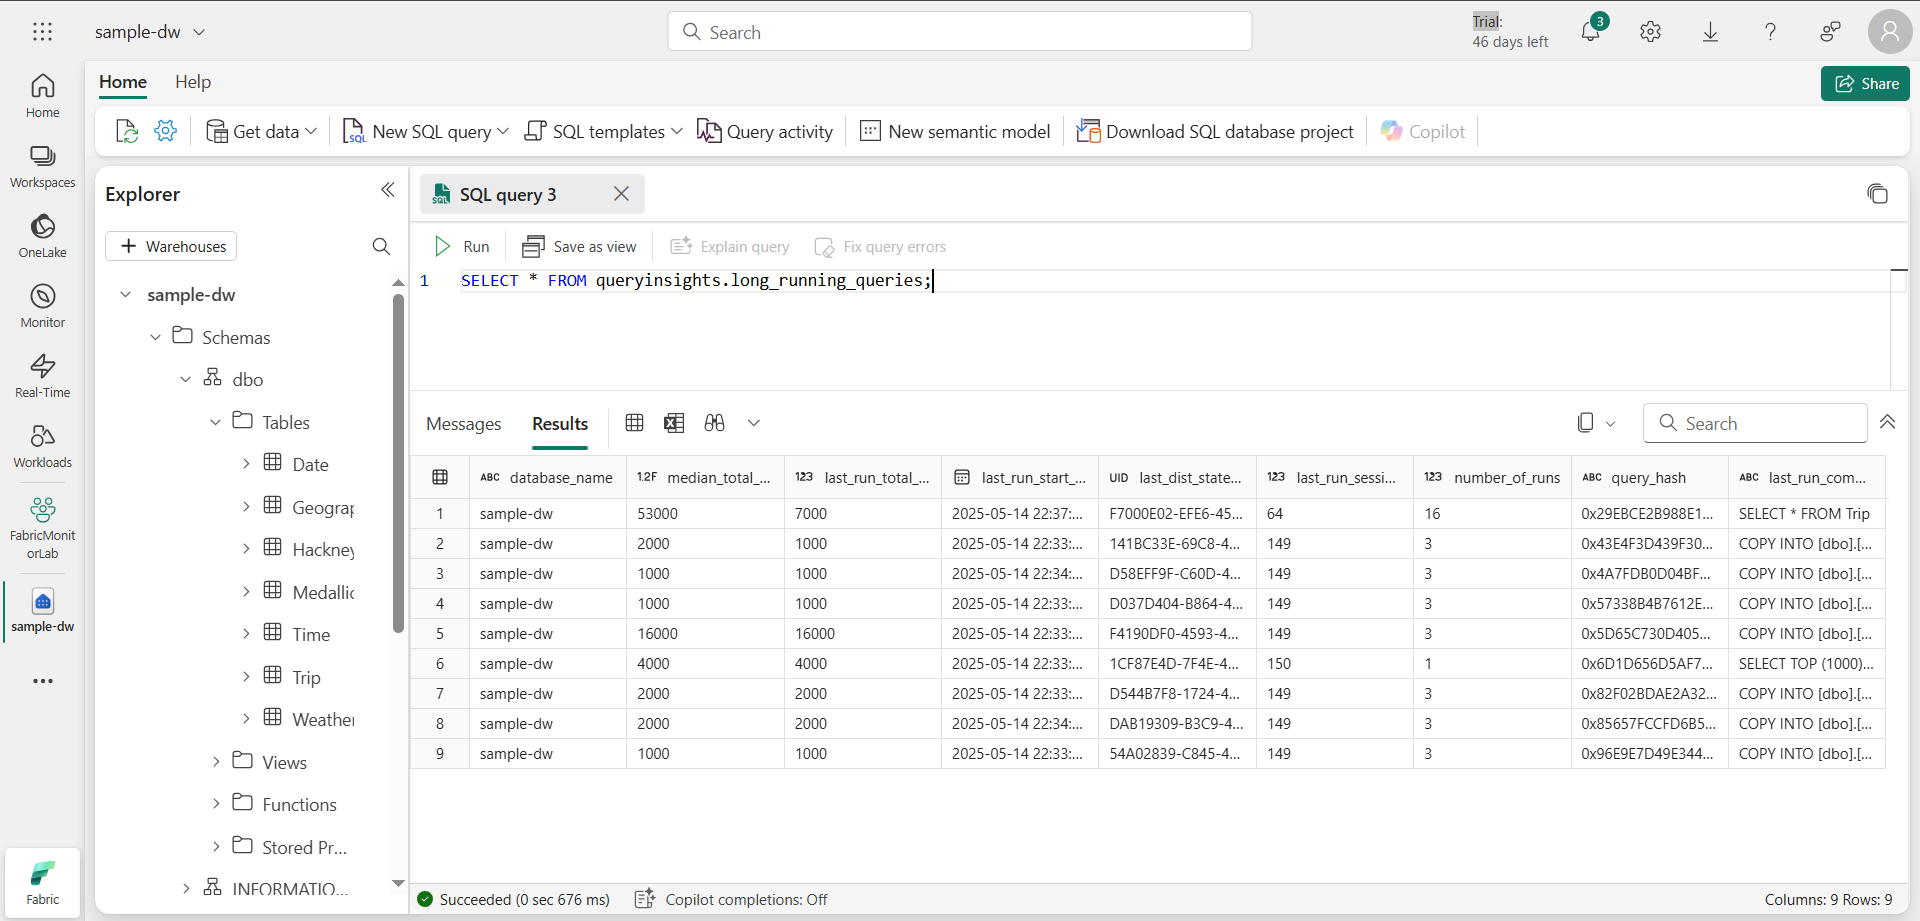 sample-dw
Search
Trial:
46 days left
3
Home
Workspaces
OneLake
Monitor
Real-Time
Workloads
FabricMonit
orLab
sample-dw
Fabric
Home Help
Share
Get data New SQL query SQL templates Query activity New semantic model Download SQL database project Copilot
Explorer
+ Warehouses
sample-dw
Schemas
dbo
Tables
Date
Geograp
Hackney
Medallic
Time
Trip
Weather
Views
Functions
Stored Pr...
INFORMATIO...
SQL query 3
Run Save as view Explain query Fix query errors
1 SELECT * FROM queryinsights.long_running_queries;
Messages Results Search
ABC database_name 1.2F median_total_... 123 last_run_total_... last_run_start_... UID last_dist_state... 123 last_run_sessi... 123 number_of_runs ABC query_hash ABC last_run_com...
1 sample-dw 53000 7000 2025-05-14 22:37:... F7000E02-EFE6-45... 64 16 0x29EBCE2B988E1... SELECT * FROM Trip
2 sample-dw 2000 1000 2025-05-14 22:33:... 141BC33E-69C8-4... 149 3 0x43E4F3D439F30... COPY INTO [dbo].[...
3 sample-dw 1000 1000 2025-05-14 22:34:... D58EFF9F-C60D-4... 149 3 0x4A7FDB0D04BF... COPY INTO [dbo].[...
4 sample-dw 1000 1000 2025-05-14 22:33:... D037D404-B864-4... 149 3 0x57338B4B7612E... COPY INTO [dbo].[...
5 sample-dw 16000 16000 2025-05-14 22:33:... F4190DF0-4593-4... 149 3 0x5D65C730D405... COPY INTO [dbo].[...
6 sample-dw 4000 4000 2025-05-14 22:33:... 1CF87E4D-7F4E-4... 150 1 0x6D1D656D5AF7... SELECT TOP (1000)...
7 sample-dw 2000 2000 2025-05-14 22:33:... D544B7F8-1724-4... 149 3 0x82F02BDAE2A32... COPY INTO [dbo].[...
8 sample-dw 2000 2000 2025-05-14 22:34:... DAB19309-B3C9-4... 149 3 0x85657FCCFD6B5... COPY INTO [dbo].[...
9 sample-dw 1000 1000 2025-05-14 22:33:... 54A02839-C845-4... 149 3 0x96E9E7D49E344... COPY INTO [dbo].[...
Succeeded (0 sec 676 ms) Copilot completions: Off Columns: 9 Rows: 9